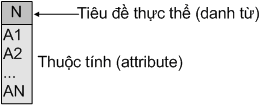 N Tiêu đề thực thể (danh từ)
A1
A2
Thuộc tính (attribute)
...
AN